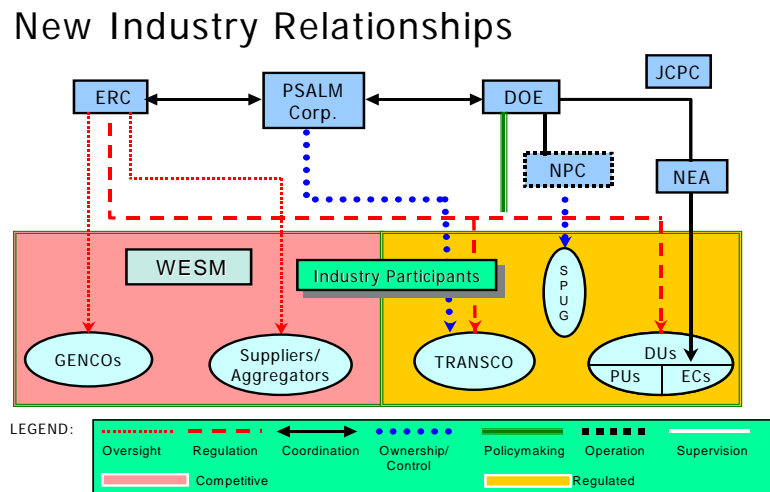 New Industry Relationships
JCPC
ERC
PSALM
Corp.
DOE
NPC
NEA
WESM
Industry Participants
SPUG
GENCOs
Suppliers/
Aggregators
TRANSCO
DUs
PUs
ECs
LEGEND:
Oversight
Regulation
Coordination
Ownership/
Control
Policymaking
Operation
Supervision
Competitive
Regulated